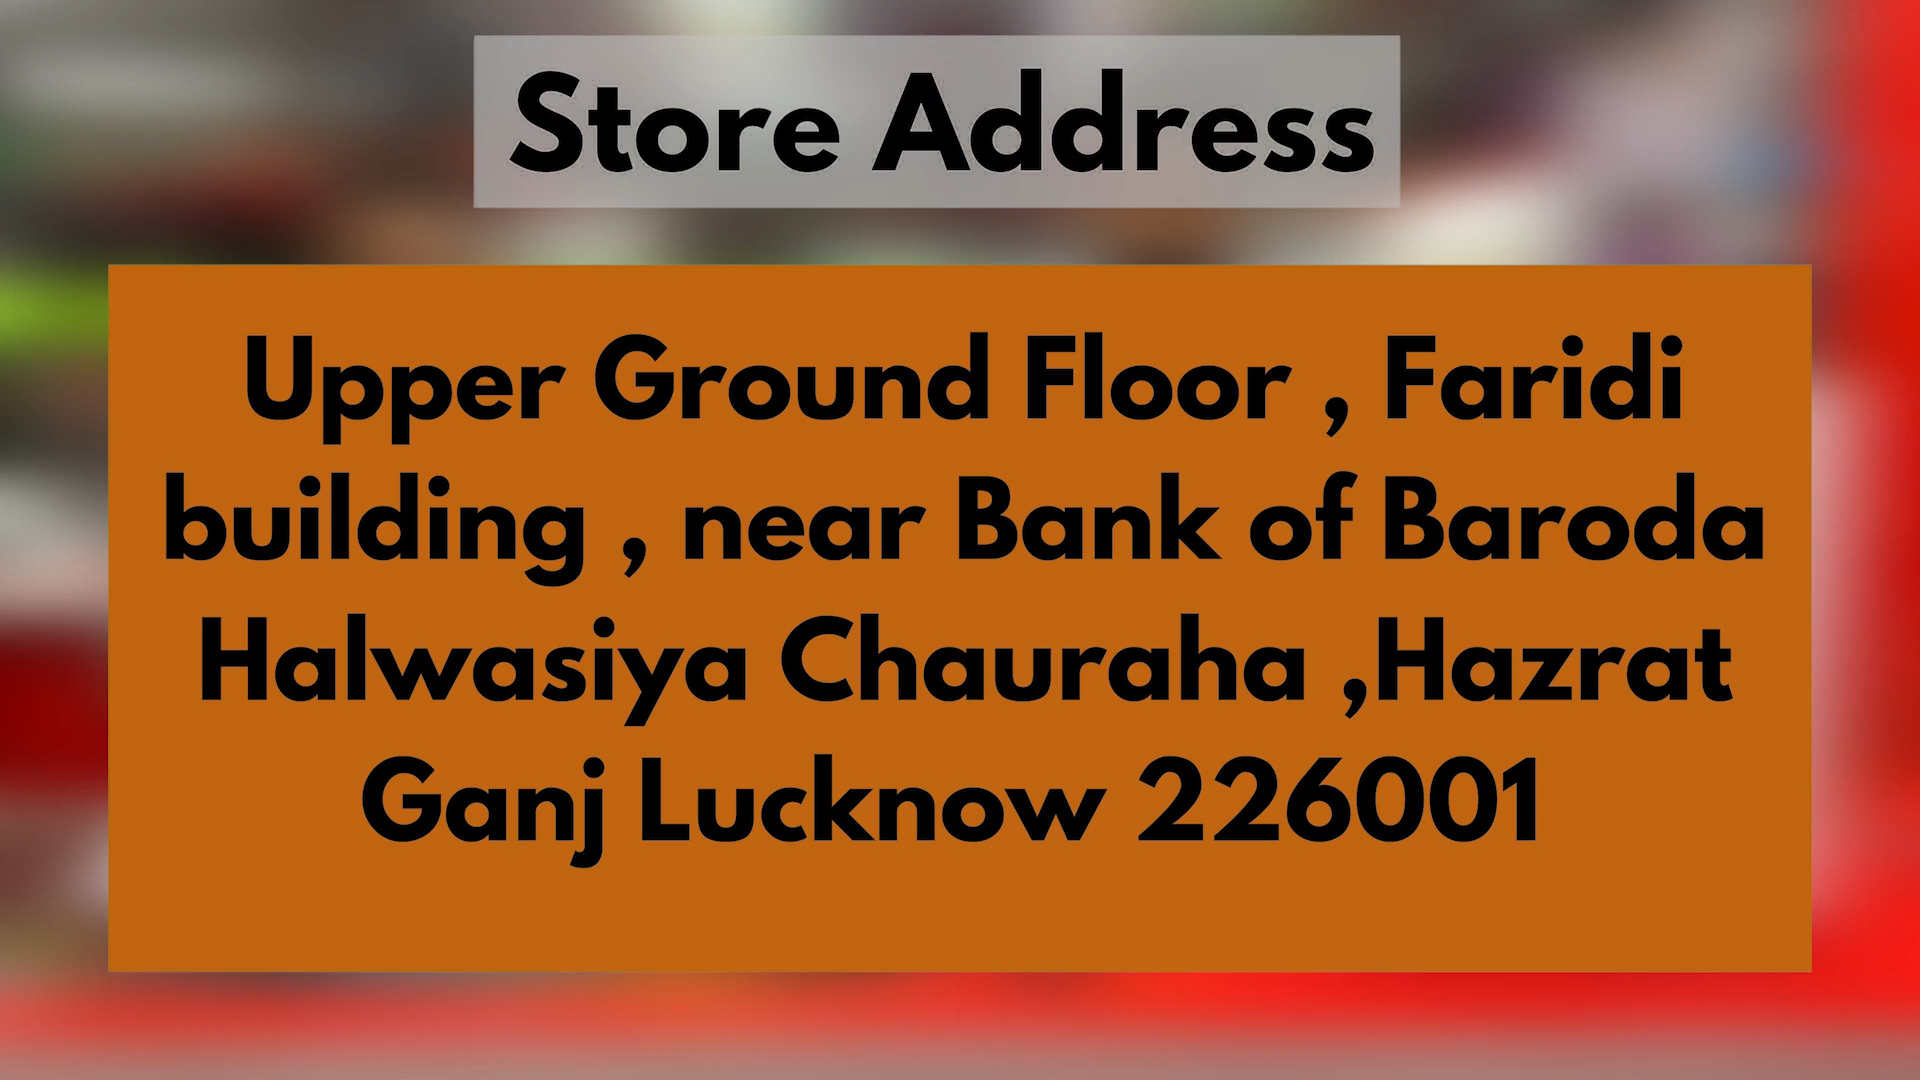 Store Address
Upper Ground Floor , Faridi
building , near Bank of Baroda
Halwasiya Chauraha ,Hazrat
Ganj Lucknow 226001